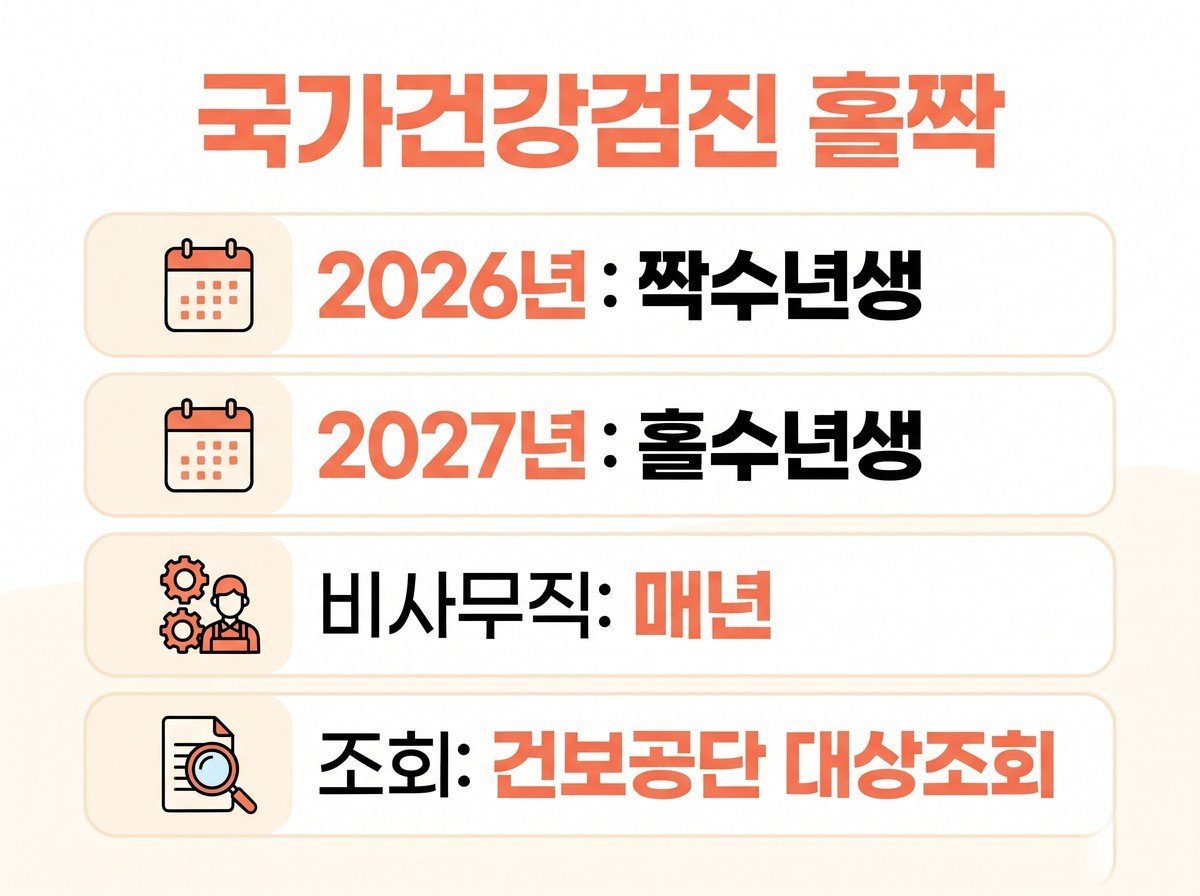 국가건강검진 홀짝
2026년 : 짝수년생
2027년 : 홀수년생
비사무직: 매년
조회: 건보공단 대상조회